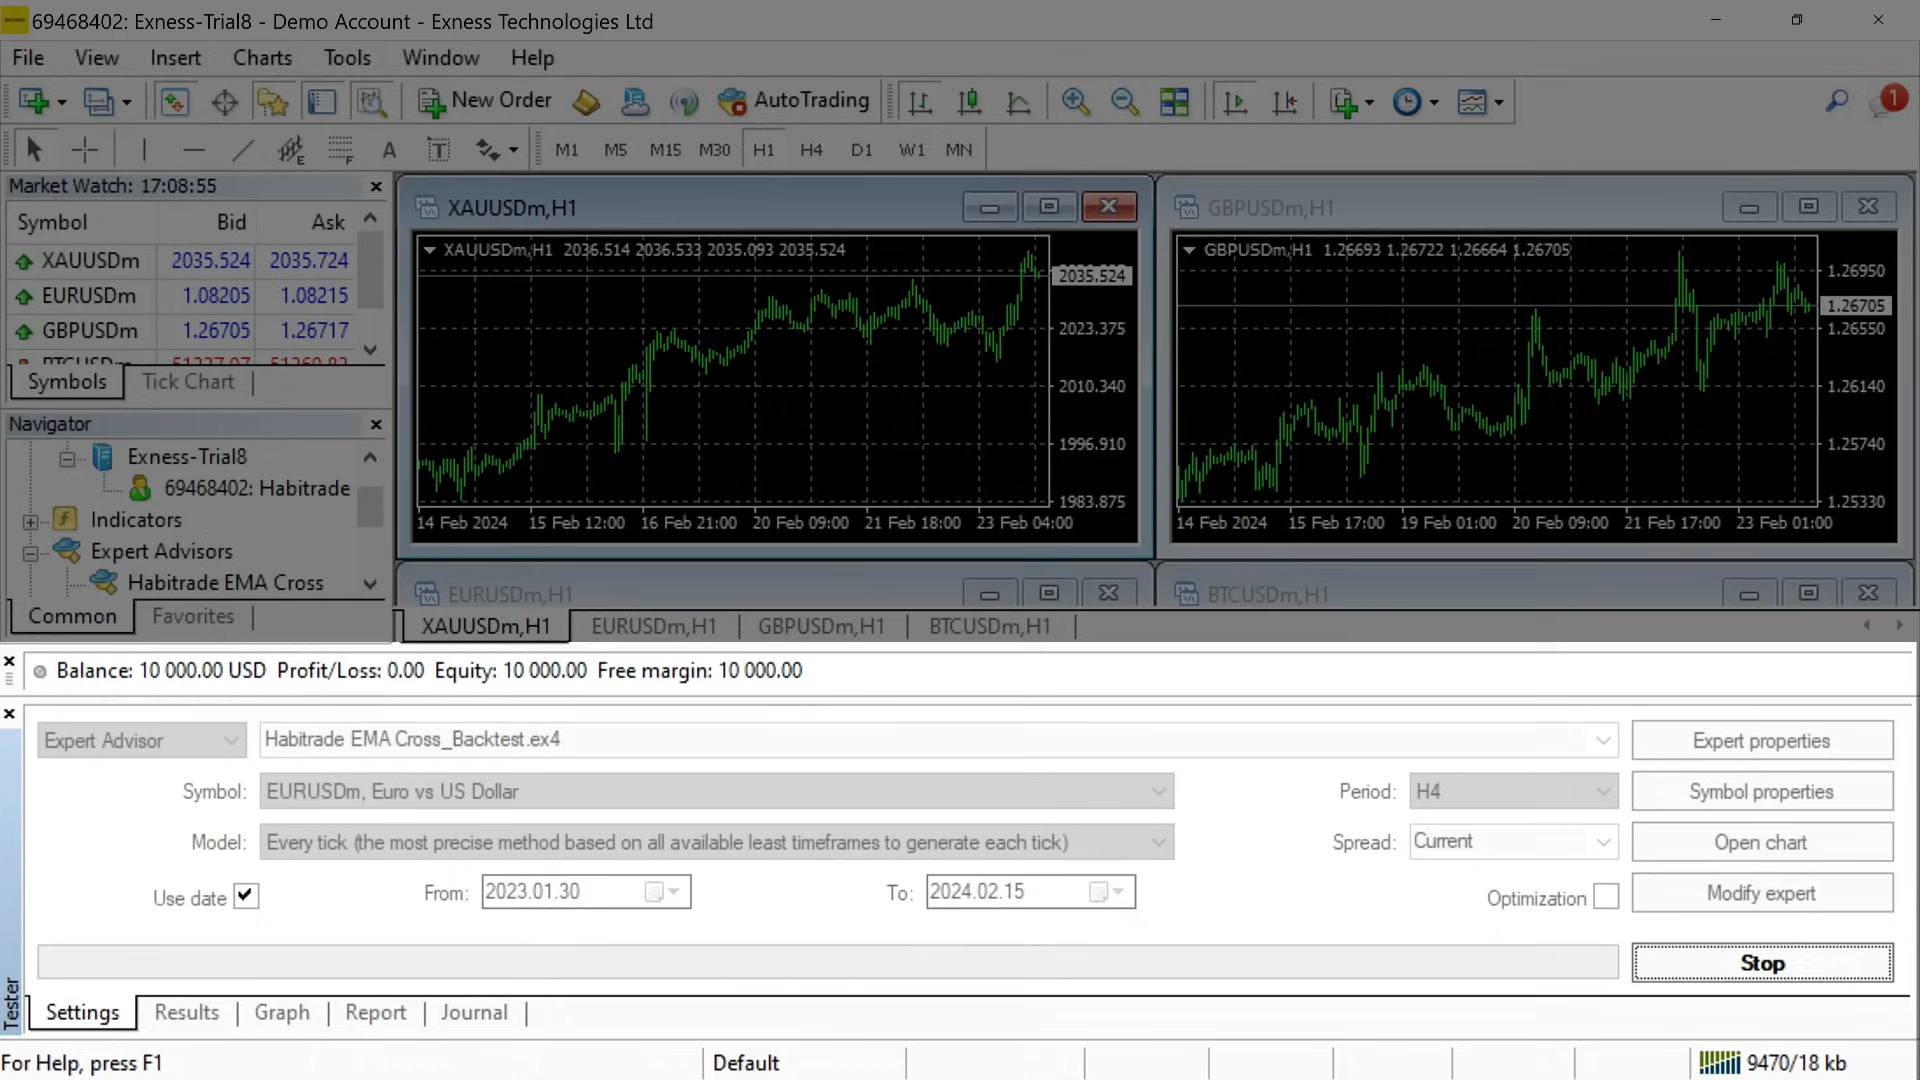 69468402: Exness-Trial8 - Demo Account - Exness Technologies Ltd
File View Insert Charts Tools Window Help
New Order AutoTrading 1
A T M1 M5 M15 M30 H1 H4 D1 W1 MN
Market Watch: 17:08:55
Symbol Bid Ask
XAUUSDm 2035.524 2035.724
EURUSDm 1.08205 1.08215
GBPUSDm 1.26705 1.26717
Symbols Tick Chart
Navigator
Exness-Trial8
69468402: Habitrade
Indicators
Expert Advisors
Habitrade EMA Cross
Common Favorites
XAUUSDm,H1
XAUUSDm,H1 2036.514 2036.533 2035.093 2035.524
2035.524
2023.375
2010.340
1996.910
1983.875
14 Feb 2024 15 Feb 12:00 16 Feb 21:00 20 Feb 09:00 21 Feb 18:00 23 Feb 04:00
GBPUSDm,H1
GBPUSDm,H1 1.26693 1.26722 1.26664 1.26705
1.26950
1.26705
1.26550
1.26140
1.25740
1.25330
14 Feb 2024 15 Feb 17:00 19 Feb 01:00 20 Feb 09:00 21 Feb 17:00 23 Feb 01:00
EURUSDm,H1
BTCUSDm,H1
XAUUSDm,H1 EURUSDm,H1 GBPUSDm,H1 BTCUSDm,H1
Balance: 10 000.00 USD Profit/Loss: 0.00 Equity: 10 000.00 Free margin: 10 000.00
Expert Advisor Habitrade EMA Cross_Backtest.ex4 Expert properties
Symbol: EURUSDm, Euro vs US Dollar Period: H4 Symbol properties
Model: Every tick (the most precise method based on all available least timeframes to generate each tick) Spread: Current Open chart
Use date From: 2023.01.30 To: 2024.02.15 Optimization Modify expert
Stop
Tester
Settings Results Graph Report Journal
For Help, press F1 Default 9470/18 kb